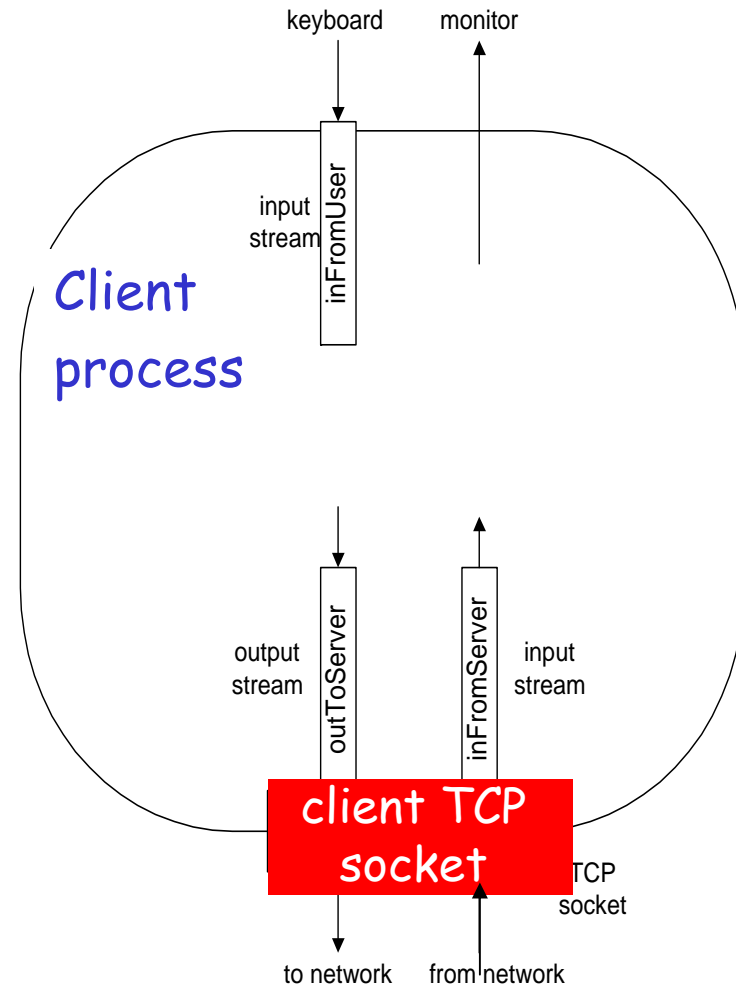 keyboard
monitor
input
stream
inFromUser
Client
process
output
stream
outToServer
inFromServer
input
stream
client TCP
socket
TCP
socket
to network
from network